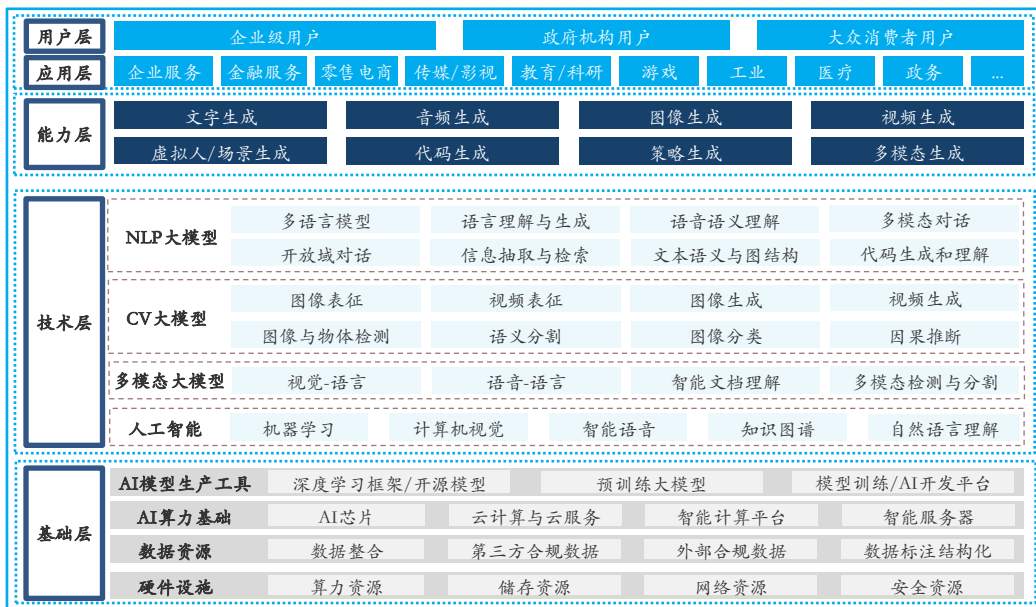 用户层 企业级用户 政府机构用户 大众消费者用户
应用层 企业服务 金融服务 零售电商 传媒/影视 教育/科研 游戏 工业 医疗 政务 ...
能力层
文字生成 音频生成 图像生成 视频生成
虚拟人/场景生成 代码生成 策略生成 多模态生成
技术层
NLP大模型
多语言模型 语言理解与生成 语音语义理解 多模态对话
开放域对话 信息抽取与检索 文本语义与图结构 代码生成和理解
CV大模型
图像表征 视频表征 图像生成 视频生成
图像与物体检测 语义分割 图像分类 因果推断
多模态大模型 视觉-语言 语音-语言 智能文档理解 多模态检测与分割
人工智能 机器学习 计算机视觉 智能语音 知识图谱 自然语言理解
基础层
AI模型生产工具 深度学习框架/开源模型 预训练大模型 模型训练/AI开发平台
AI算力基础 AI芯片 云计算与云服务 智能计算平台 智能服务器
数据资源 数据整合 第三方合规数据 外部合规数据 数据标注结构化
硬件设施 算力资源 储存资源 网络资源 安全资源